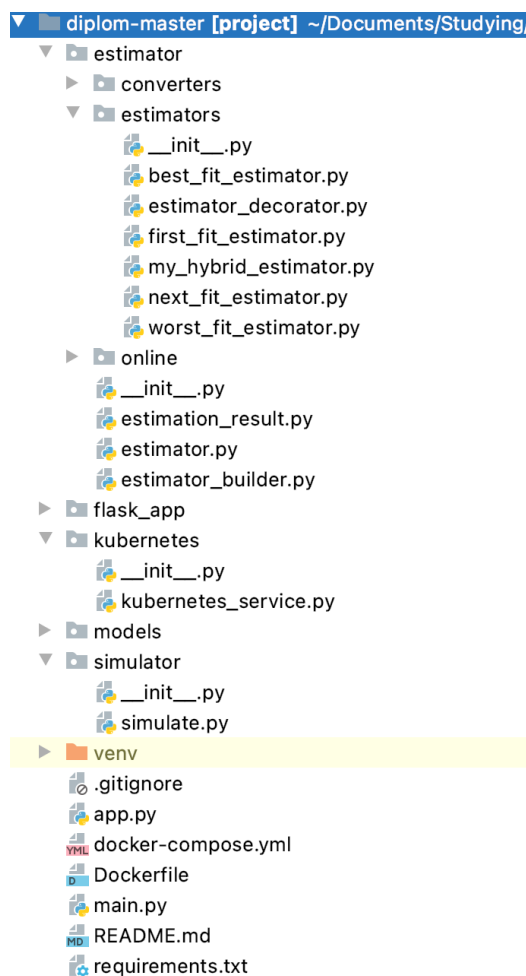 diplom-master [project] ~/Documents/Studying/
estimator
converters
estimators
__init__.py
best_fit_estimator.py
estimator_decorator.py
first_fit_estimator.py
my_hybrid_estimator.py
next_fit_estimator.py
worst_fit_estimator.py
online
__init__.py
estimation_result.py
estimator.py
estimator_builder.py
flask_app
kubernetes
__init__.py
kubernetes_service.py
models
simulator
__init__.py
simulate.py
venv
.gitignore
app.py
YML docker-compose.yml
D Dockerfile
main.py
MD README.md
requirements.txt